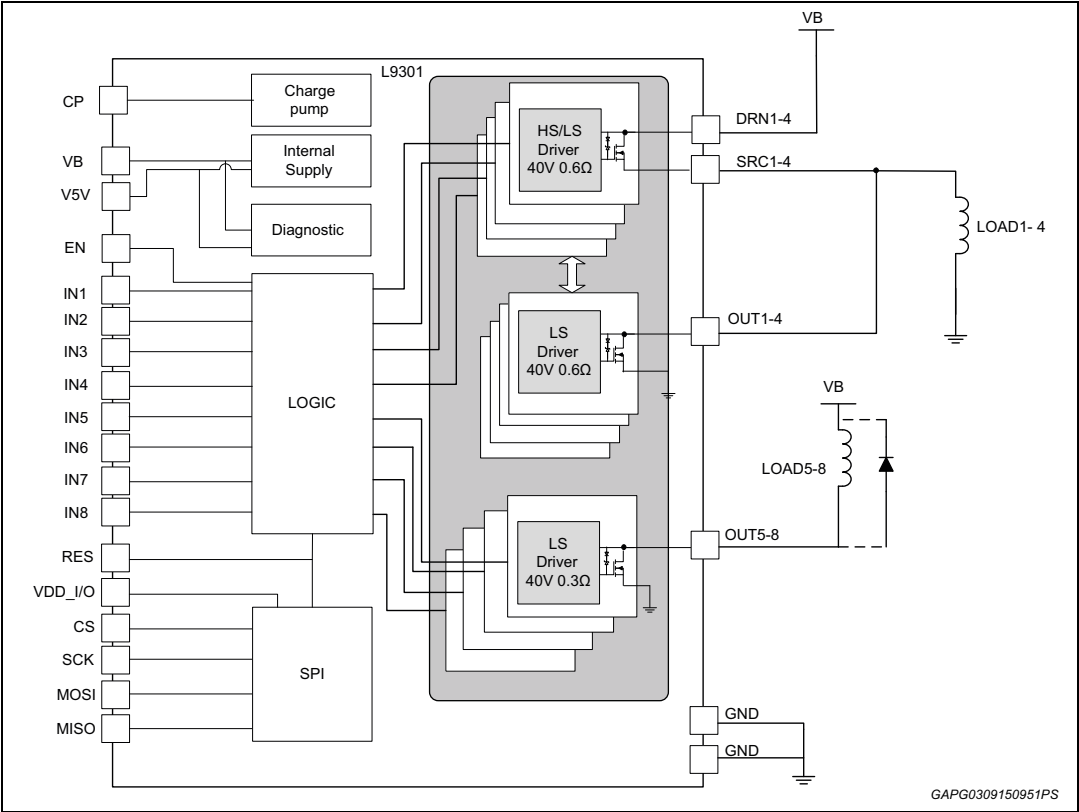 VB
L9301
CP
Charge
pump
VB
Internal
Supply
V5V
Diagnostic
EN
IN1
IN2
IN3
IN4
IN5
IN6
IN7
IN8
LOGIC
RES
VDD_I/O
CS
SCK
MOSI
MISO
SPI
HS/LS
Driver
40V 0.6Ω
LS
Driver
40V 0.6Ω
LS
Driver
40V 0.3Ω
DRN1-4
SRC1-4
LOAD1- 4
OUT1-4
VB
LOAD5-8
OUT5-8
GND
GND
GAPG0309150951PS